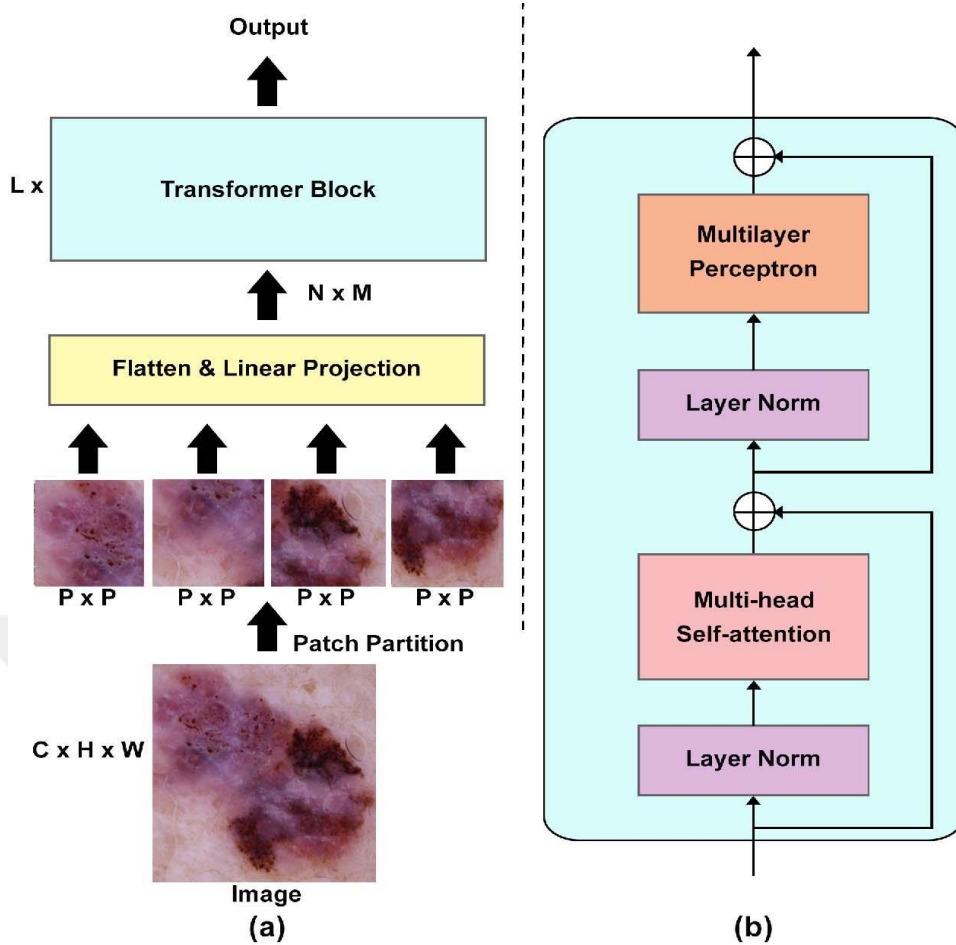 Output
L x
Transformer Block
N x M
Flatten & Linear Projection
P x P
P x P
P x P
P x P
Patch Partition
C x H x W
Image
(a)
Multilayer
Perceptron
Layer Norm
Multi-head
Self-attention
Layer Norm
(b)